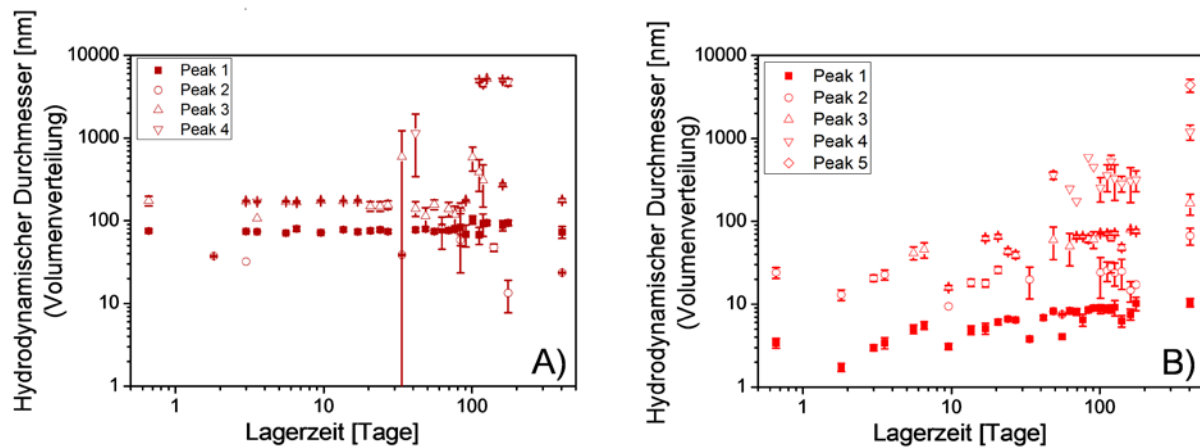 Hydrodynamischer Durchmesser [nm]
(Volumenverteilung)
10000
1000
100
10
1
Peak 1
Peak 2
Peak 3
Peak 4
A)
1
10
100
Lagerzeit [Tage]
Hydrodynamischer Durchmesser [nm]
(Volumenverteilung)
10000
1000
100
10
1
Peak 1
Peak 2
Peak 3
Peak 4
Peak 5
B)
1
10
100
Lagerzeit [Tage]